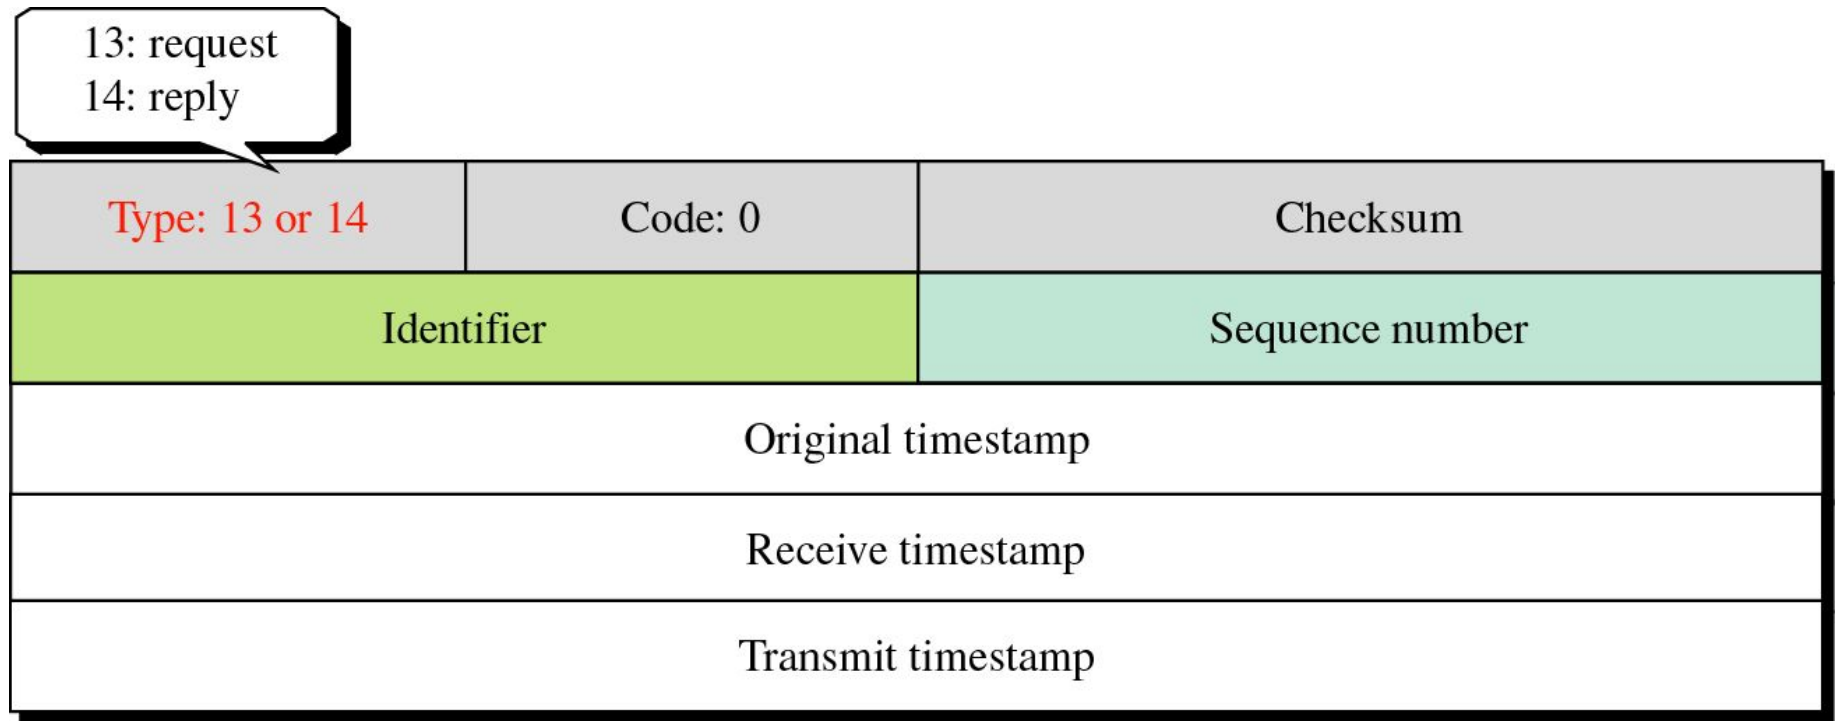 13: request
14: reply
Type: 13 or 14
Code: 0
Checksum
Identifier
Sequence number
Original timestamp
Receive timestamp
Transmit timestamp